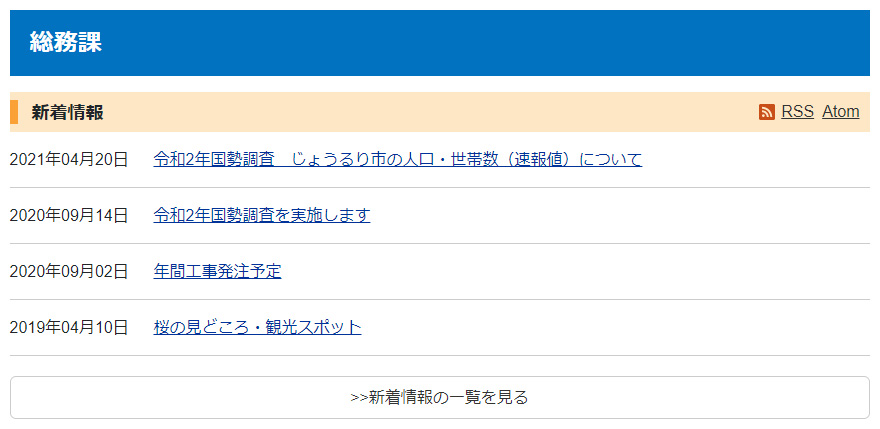 総務課
新着情報 RSS Atom
2021年04月20日 令和2年国勢調査　じょうるり市の人口・世帯数（速報値）について
2020年09月14日 令和2年国勢調査を実施します
2020年09月02日 年間工事発注予定
2019年04月10日 桜の見どころ・観光スポット
>>新着情報の一覧を見る